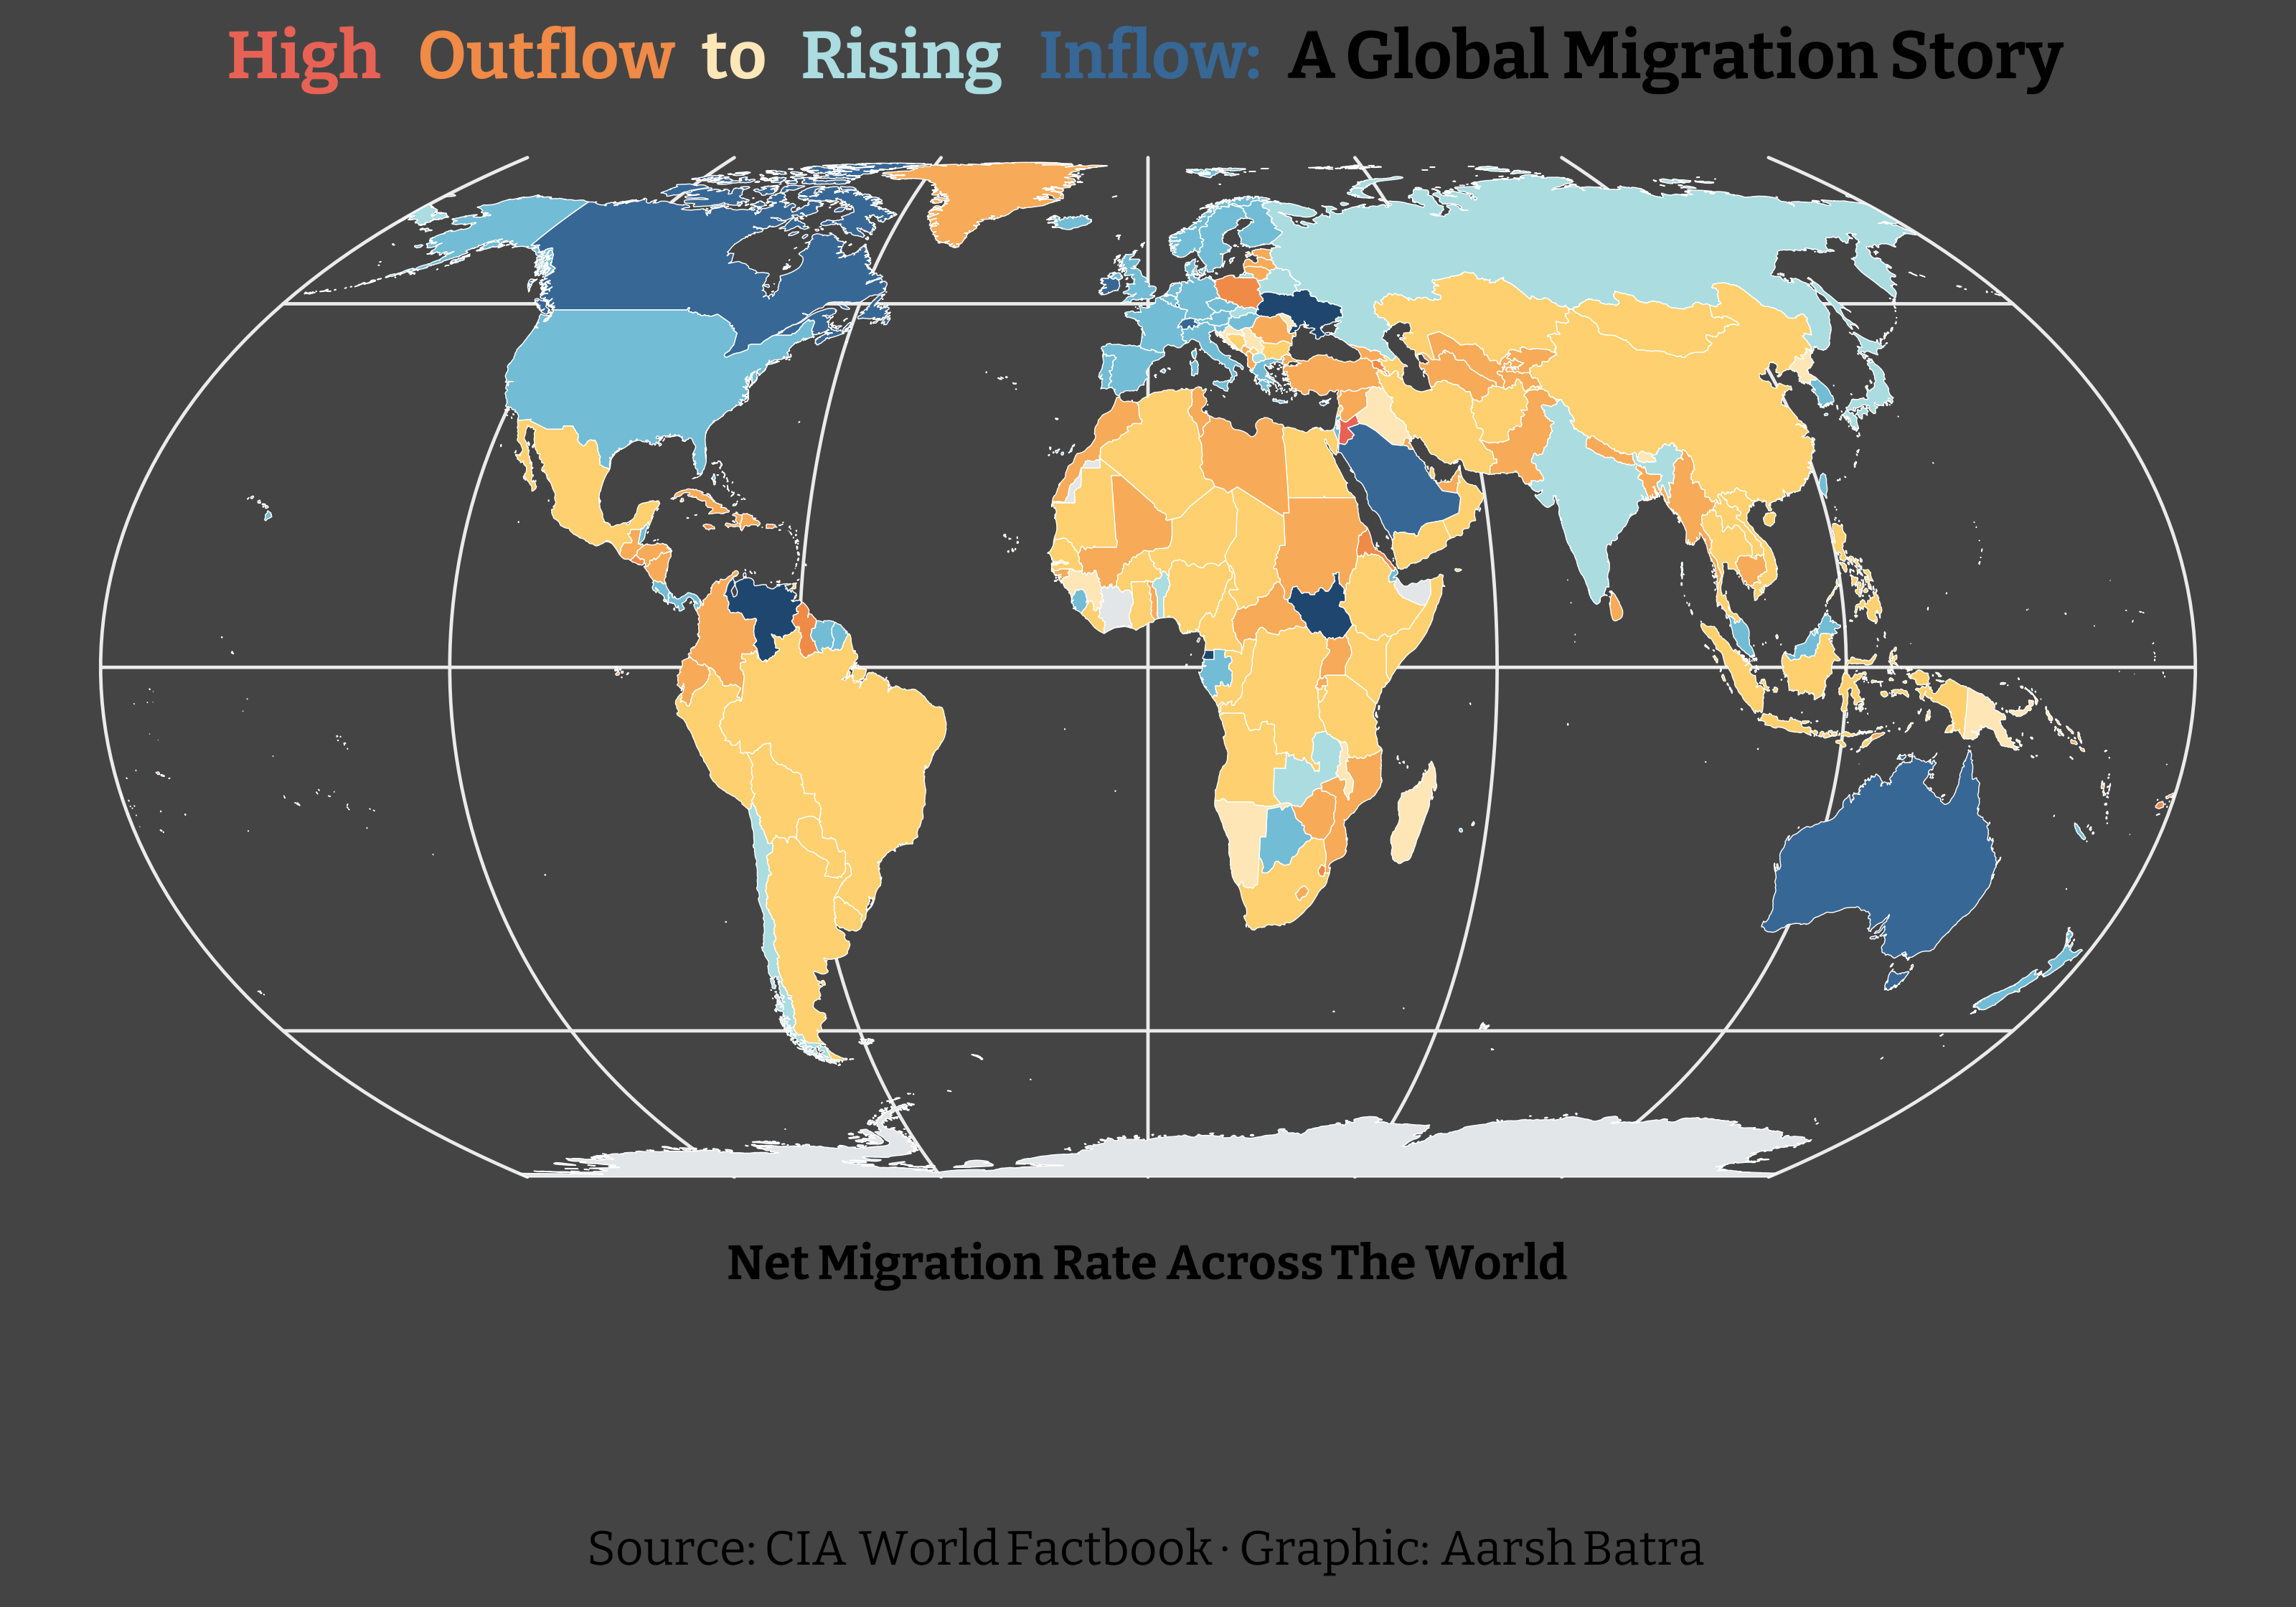 High Outflow to Rising Inflow: A Global Migration Story
Net Migration Rate Across The World
Source: CIA World Factbook · Graphic: Aarsh Batra